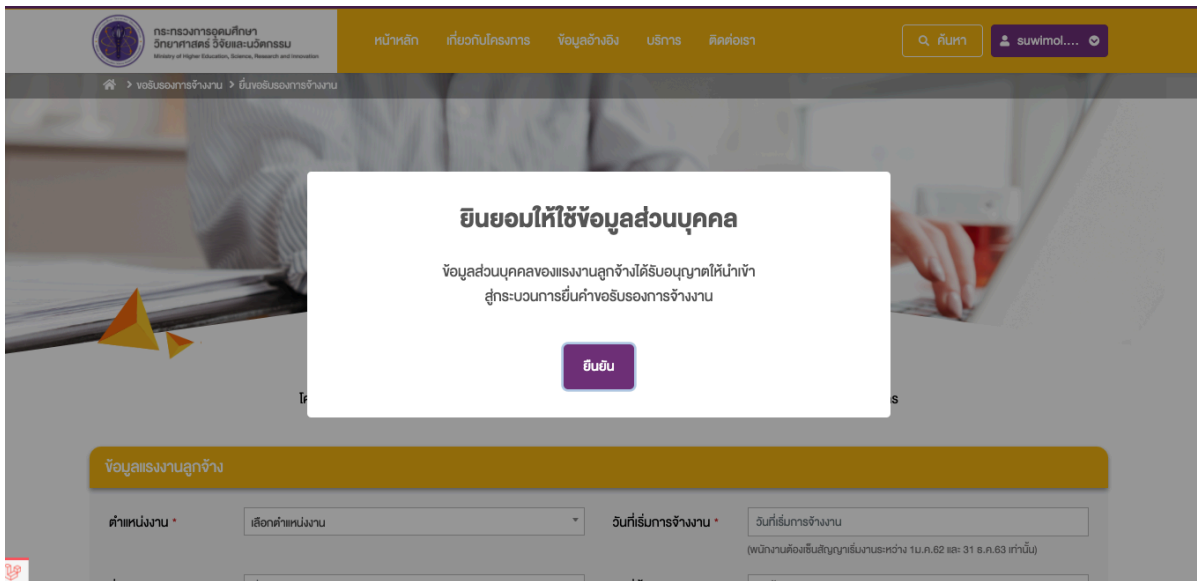 กระทรวงการอุดมศึกษา
วิทยาศาสตร์ วิจัยและนวัตกรรม
Ministry of Higher Education, Science, Research and Innovation
หน้าหลัก เกี่ยวกับโครงการ ข้อมูลอ้างอิง บริการ ติดต่อเรา ค้นหา suwimol....
> ขอรับรองการจ้างงาน > ยื่นขอรับรองการจ้างงาน
ยินยอมให้ใช้ข้อมูลส่วนบุคคล
ข้อมูลส่วนบุคคลของแรงงานลูกจ้างได้รับอนุญาตให้นำเข้า
สู่กระบวนการยื่นคำขอรับรองการจ้างงาน
ยืนยัน
ข้อมูลแรงงานลูกจ้าง
ตำแหน่งงาน * เลือกตำแหน่งงาน วันที่เริ่มการจ้างงาน * วันที่เริ่มการจ้างงาน
(พนักงานต้องเซ็นสัญญาเริ่มงานระหว่าง 1ม.ค.62 และ 31 ธ.ค.63 เท่านั้น)